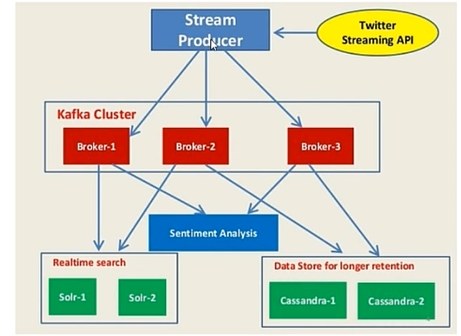 Stream
Producer
Twitter
Streaming API
Kafka Cluster
Broker-1
Broker-2
Broker-3
Sentiment Analysis
Realtime search
Data Store for longer retention
Solr-1
Solr-2
Cassandra-1
Cassandra-2